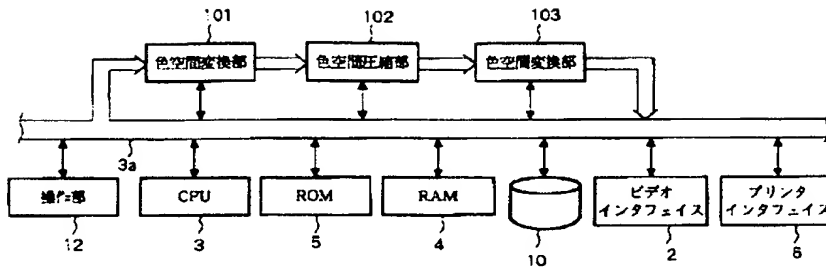 101
102
103
色空間変換部
色空間圧縮部
色空間変換部
3a
操作部
CPU
ROM
RAM
ビデオ
インタフェイス
プリンタ
インタフェイス
12
3
5
4
10
2
6